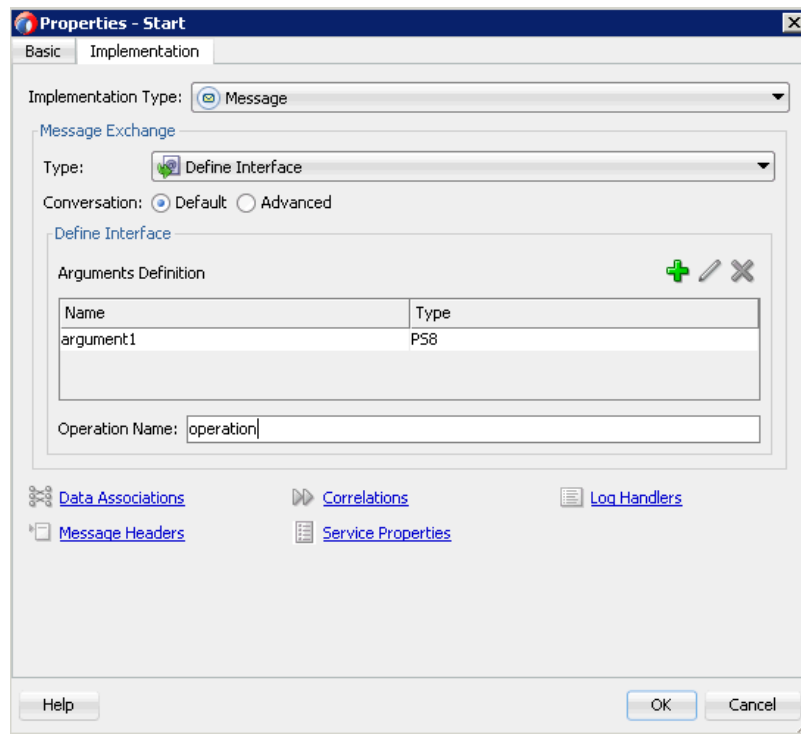 Properties - Start
Basic Implementation
Implementation Type: Message
Message Exchange
Type: Define Interface
Conversation: Default Advanced
Define Interface
Arguments Definition
Name Type
argument1 PS8
Operation Name: operation
Data Associations Correlations Log Handlers
Message Headers Service Properties
Help OK Cancel